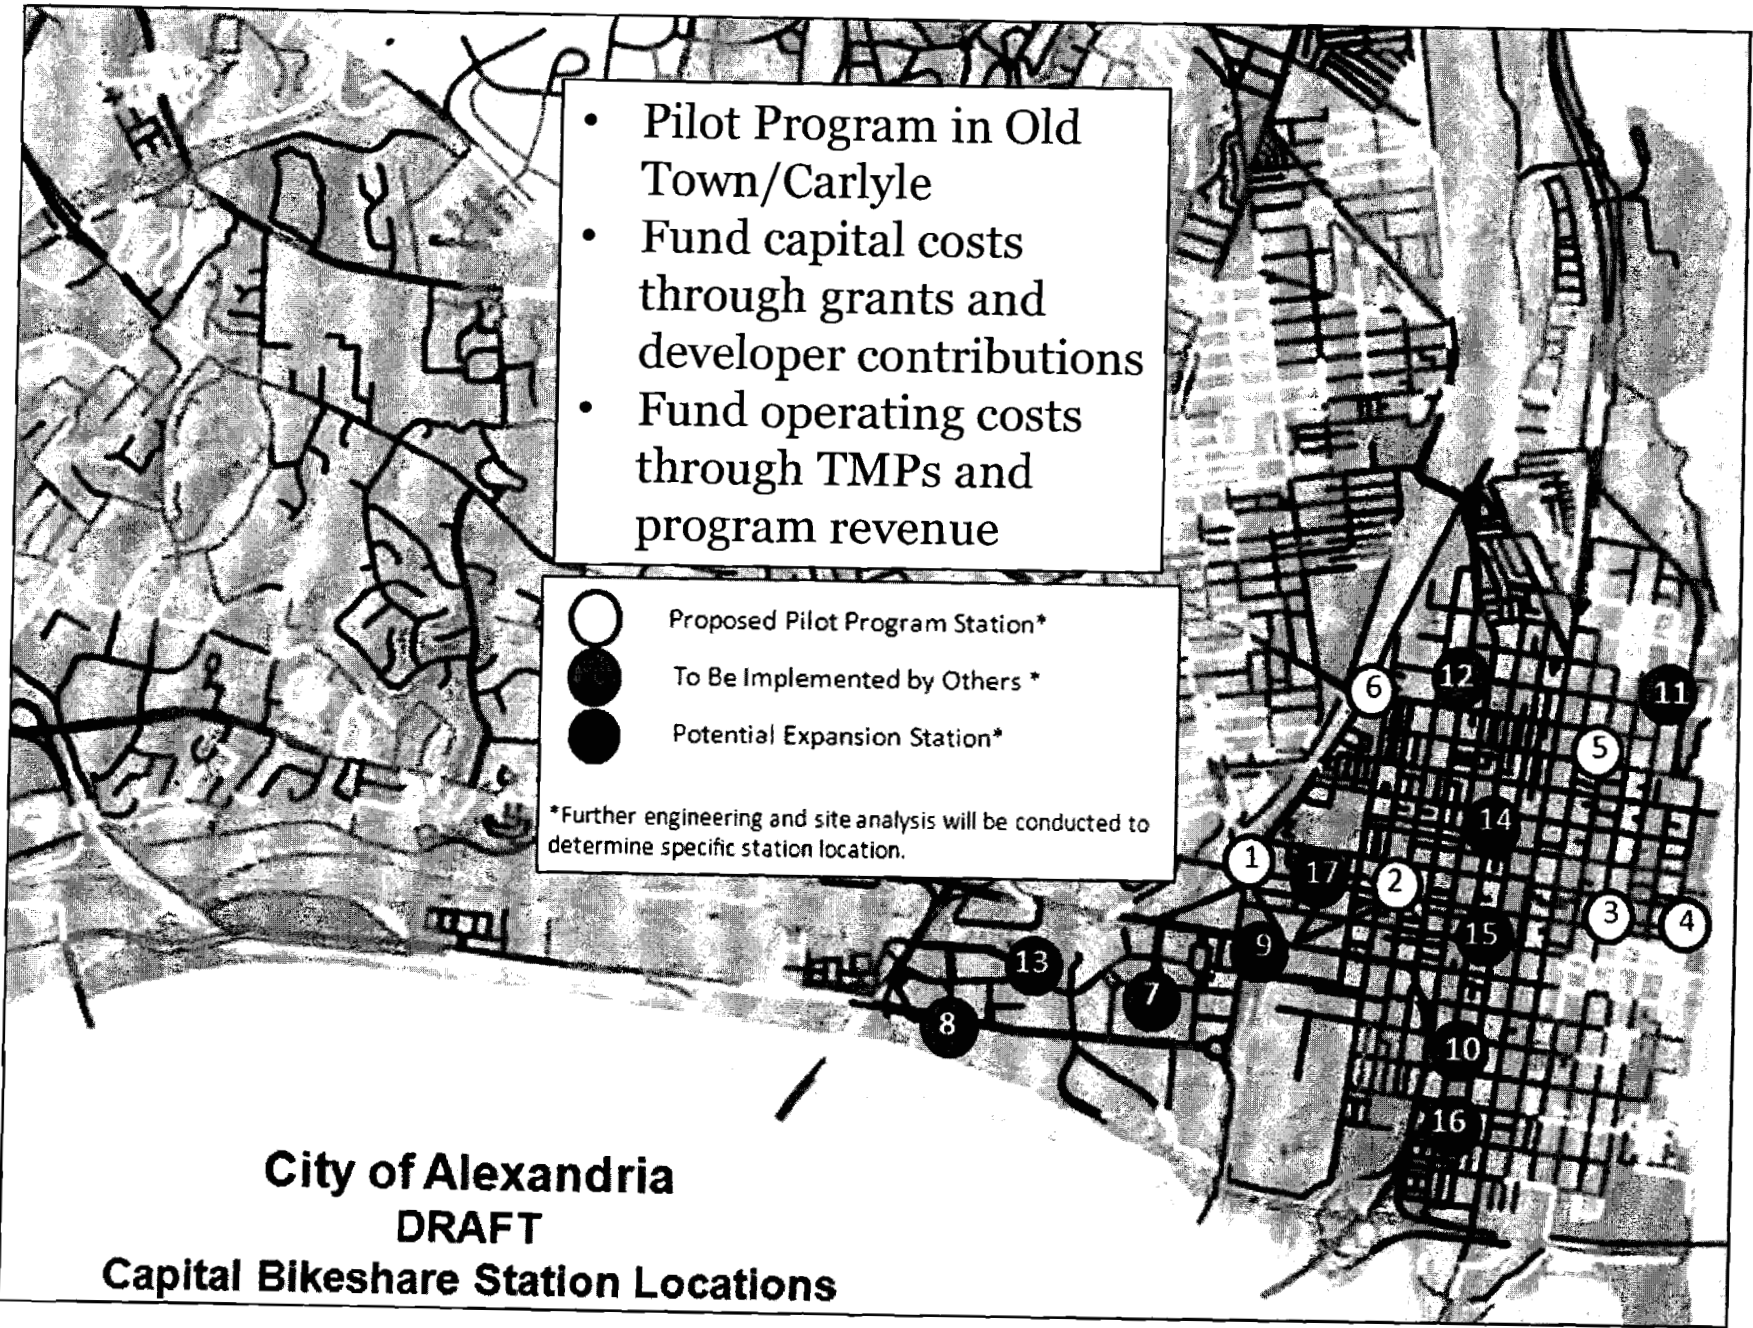 • Pilot Program in Old
Town/Carlyle
• Fund capital costs
through grants and
developer contributions
• Fund operating costs
through TMPs and
program revenue
Proposed Pilot Program Station*
To Be Implemented by Others *
Potential Expansion Station*
*Further engineering and site analysis will be conducted to
determine specific station location.
6
12
11
5
14
1
17
2
3
4
15
9
13
7
8
10
16
City of Alexandria
DRAFT
Capital Bikeshare Station Locations